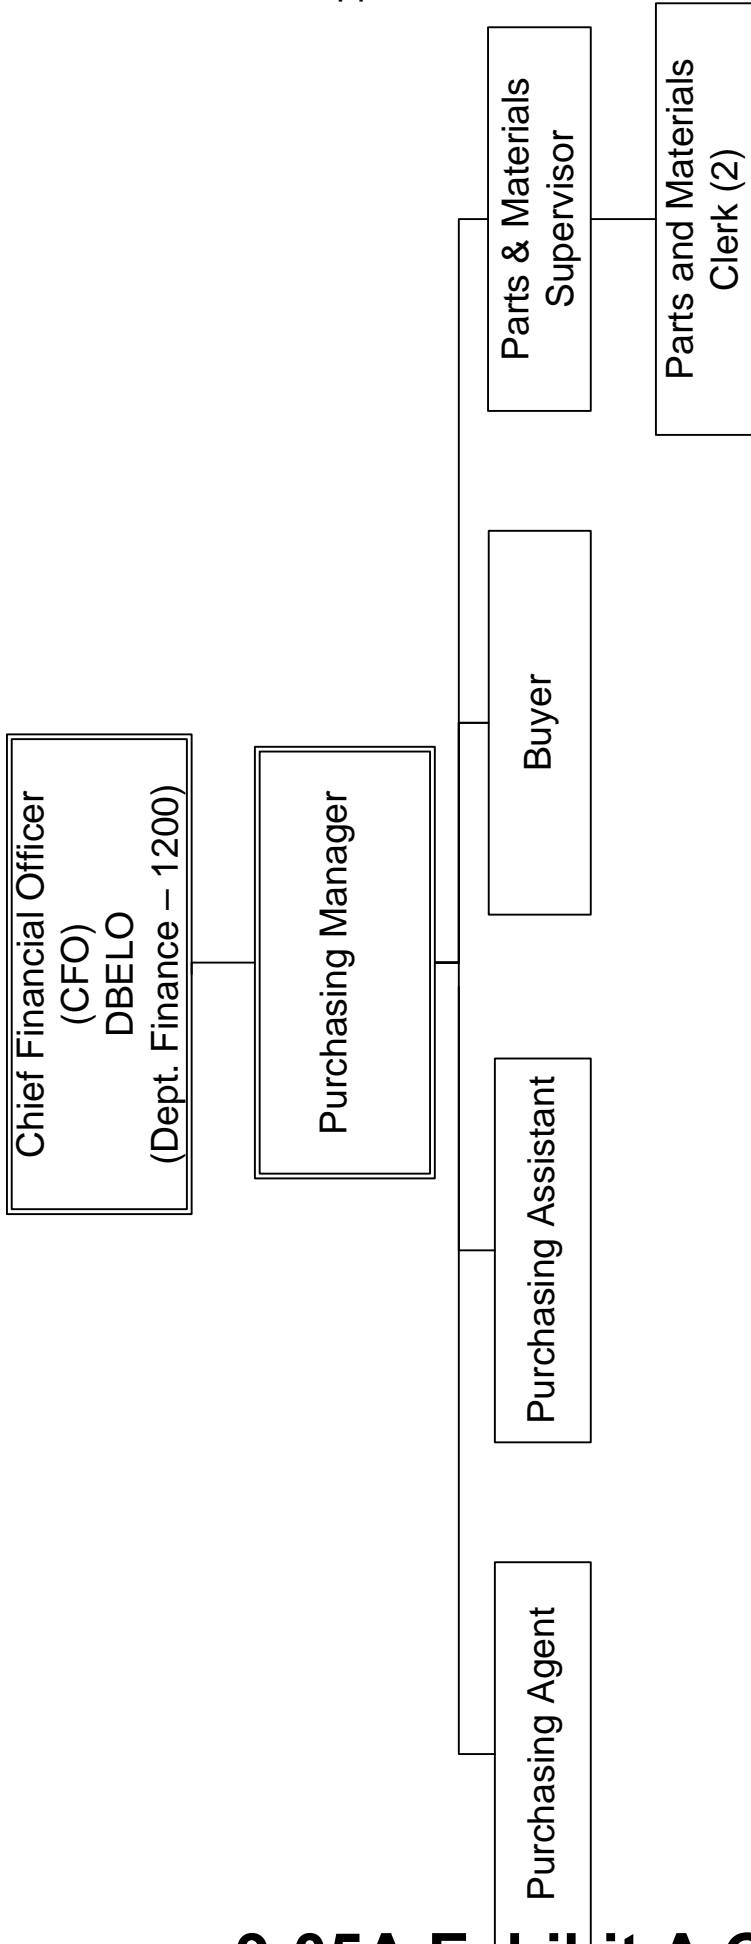 Chief Financial Officer
(CFO)
DBELO
(Dept. Finance – 1200)
Purchasing Manager
Purchasing Agent
Purchasing Assistant
Buyer
Parts & Materials
Supervisor
Parts and Materials
Clerk (2)